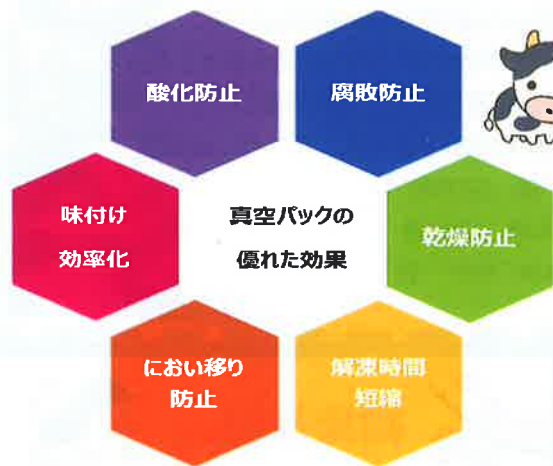 酸化防止
腐敗防止
味付け
効率化
真空パックの
優れた効果
乾燥防止
におい移り
防止
解凍時間
短縮